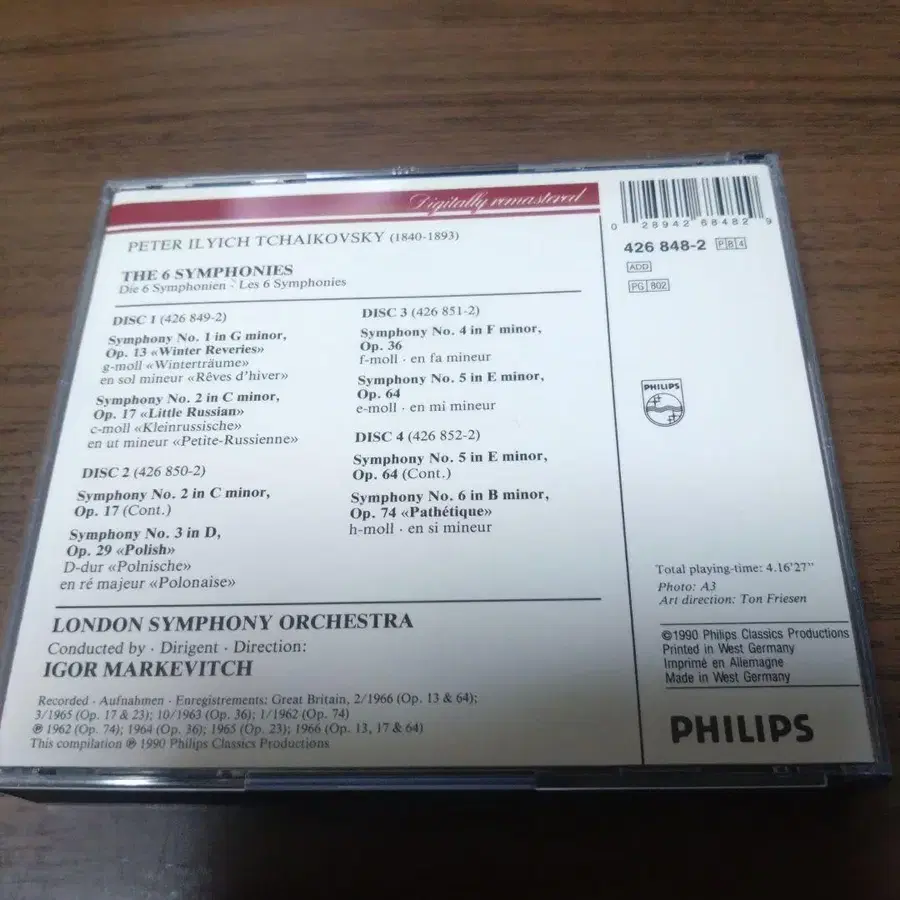 Digitally remastered
PETER ILYICH TCHAIKOVSKY (1840-1893)
THE 6 SYMPHONIES
Die 6 Symphonien · Les 6 Symphonies
DISC 1 (426 849-2)
Symphony No. 1 in G minor,
Op. 13 «Winter Reveries»
g-moll «Winterträume»
en sol mineur «Rêves d'hiver»
Symphony No. 2 in C minor,
Op. 17 «Little Russian»
c-moll «Kleinrussische»
en ut mineur «Petite-Russienne»
DISC 2 (426 850-2)
Symphony No. 2 in C minor,
Op. 17 (Cont.)
Symphony No. 3 in D,
Op. 29 «Polish»
D-dur «Polnische»
en ré majeur «Polonaise»
DISC 3 (426 851-2)
Symphony No. 4 in F minor,
Op. 36
f-moll · en fa mineur
Symphony No. 5 in E minor,
Op. 64
e-moll · en mi mineur
DISC 4 (426 852-2)
Symphony No. 5 in E minor,
Op. 64 (Cont.)
Symphony No. 6 in B minor,
Op. 74 «Pathétique»
h-moll · en si mineur
LONDON SYMPHONY ORCHESTRA
Conducted by · Dirigent · Direction:
IGOR MARKEVITCH
Recorded · Aufnahmen · Enregistrements: Great Britain, 2/1966 (Op. 13 & 64);
3/1965 (Op. 17 & 23); 10/1963 (Op. 36); 1/1962 (Op. 74)
℗ 1962 (Op. 74); 1964 (Op. 36); 1965 (Op. 23); 1966 (Op. 13, 17 & 64)
This compilation ℗ 1990 Philips Classics Productions
0 28942 68482 9
426 848-2 P B 4
ADD
PG 802
PHILIPS
Total playing-time: 4.16'27"
Photo: A3
Art direction: Ton Friesen
©1990 Philips Classics Productions
Printed in West Germany
Imprimé en Allemagne
Made in West Germany
PHILIPS